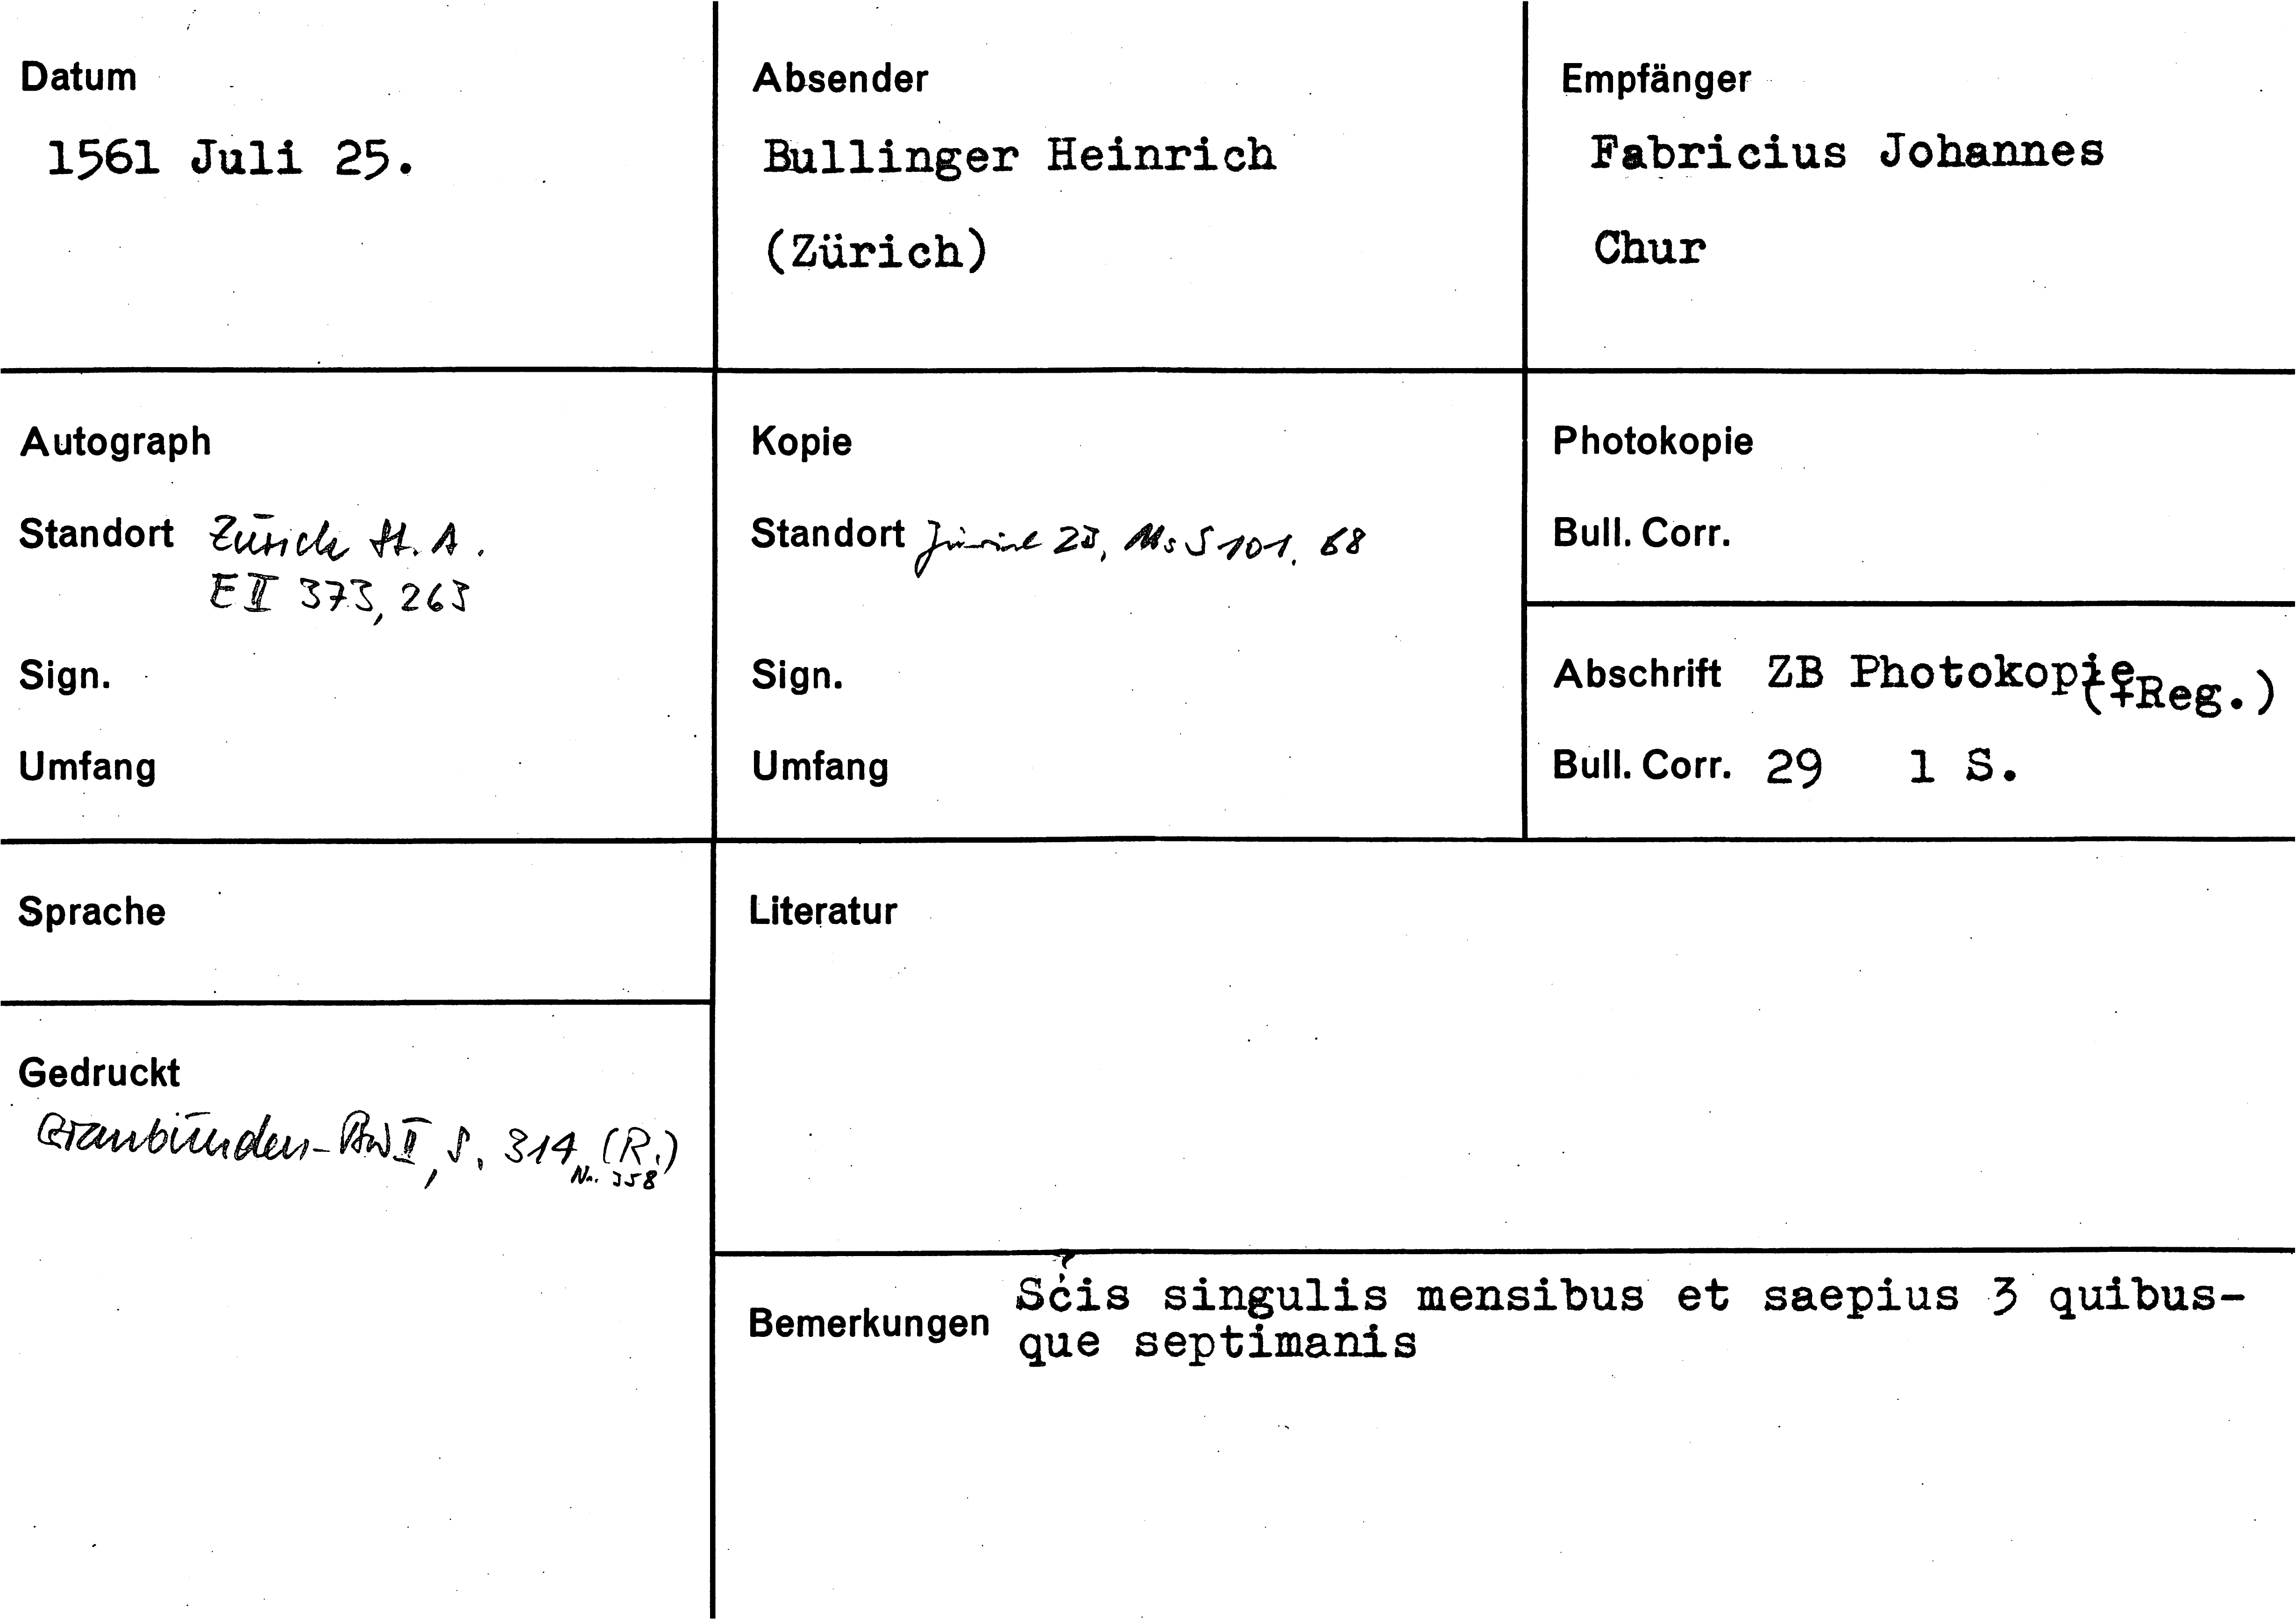 Datum
1561 Juli 25.
Absender
Bullinger Heinrich
(Zürich)
Empfänger
Fabricius Johannes
Chur
Autograph
Standort Zürich St. A.
E II 373, 263
Sign.
Umfang
Kopie
Standort Zürich ZB, Ms S 101, 68
Sign.
Umfang
Photokopie
Bull. Corr.
Abschrift ZB Photokopie (+Reg.)
Bull. Corr. 29 1 S.
Sprache
Literatur
Gedruckt
Graubünden-BW II, S. 314 (R.)
Nr. 358
Bemerkungen Scis singulis mensibus et saepius 3 quibus-
que septimanis